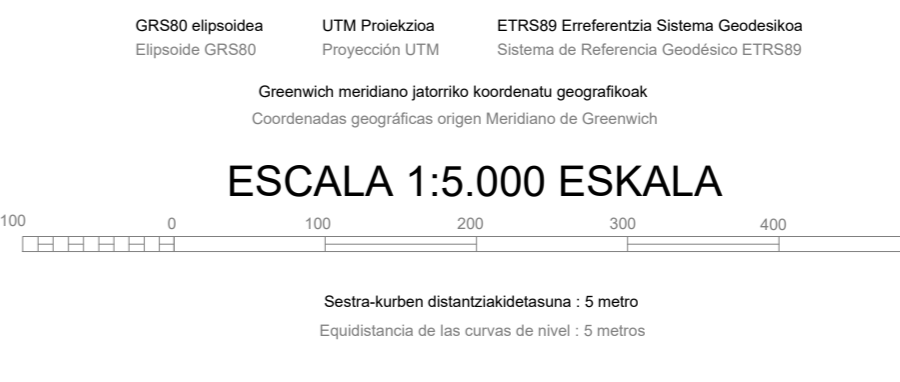 GRS80 elipsoidea UTM Proiekzioa ETRS89 Erreferentzia Sistema Geodesikoa
Elipsoide GRS80 Proyección UTM Sistema de Referencia Geodésico ETRS89
Greenwich meridiano jatorriko koordenatu geografikoak
Coordenadas geográficas origen Meridiano de Greenwich
ESCALA 1:5.000 ESKALA
100 0 100 200 300 400
Sestra-kurben distantziakidetasuna : 5 metro
Equidistancia de las curvas de nivel : 5 metros